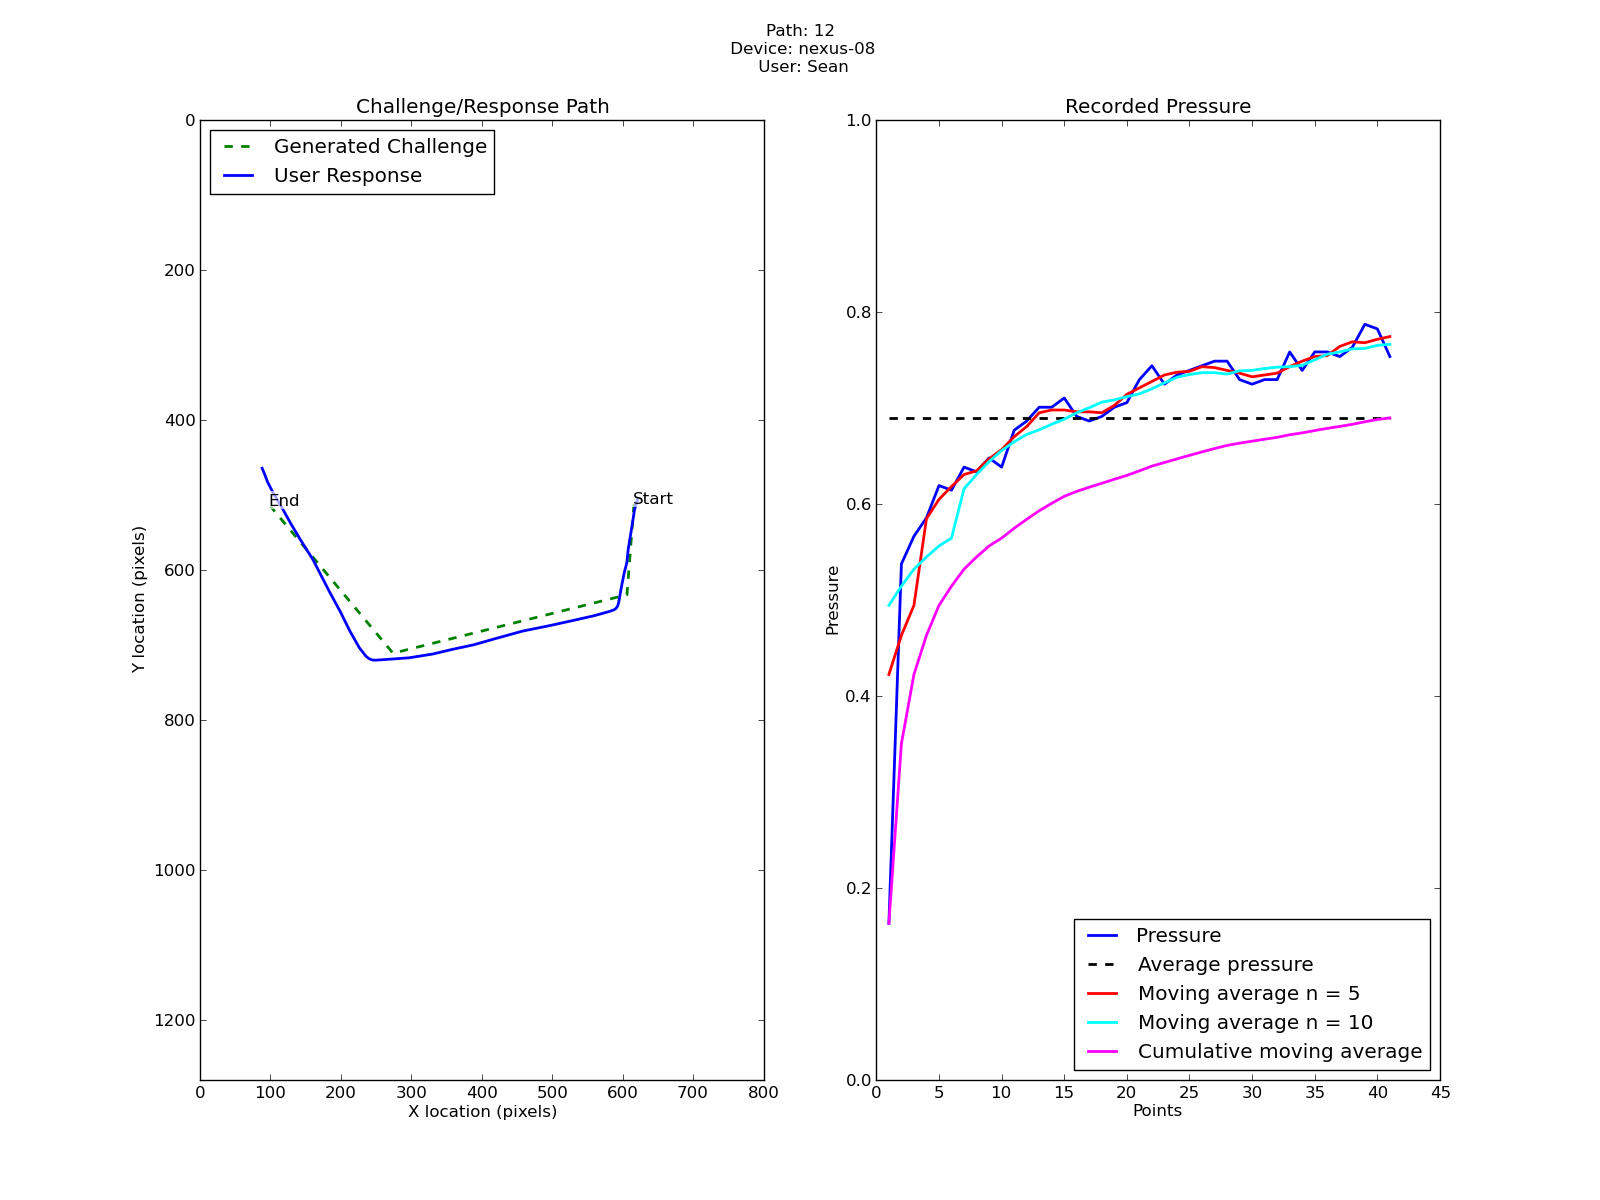 Path: 12
Device: nexus-08
User: Sean
Challenge/Response Path
0
200
400
600
800
1000
1200
Y location (pixels)
Generated Challenge
User Response
End
Start
0 100 200 300 400 500 600 700 800
X location (pixels)
Recorded Pressure
1.0
0.8
0.6
0.4
0.2
0.0
Pressure
Pressure
Average pressure
Moving average n = 5
Moving average n = 10
Cumulative moving average
0 5 10 15 20 25 30 35 40 45
Points